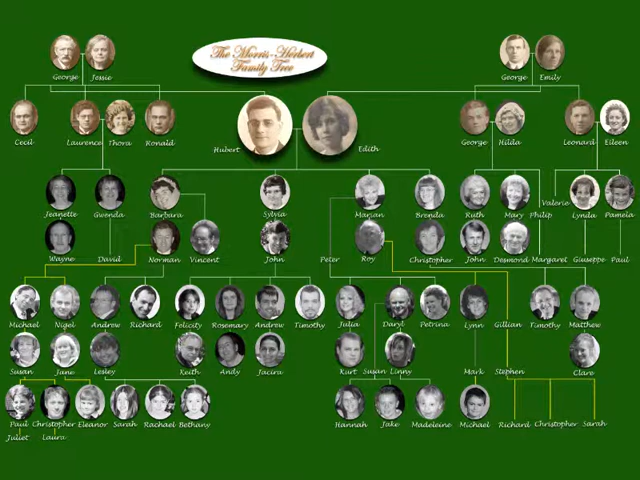 The Morris-Herbert
Family Tree
George Jessie George Emily
Cecil Laurence Thora Ronald Hubert Edith George Hilda Leonard Eileen
Jeanette Gwenda Barbara Sylvia Marian Brenda Ruth Mary Philip Valerie Lynda Pamela
Wayne David Norman Vincent John Peter Roy Christopher John Desmond Margaret Giuseppe Paul
Michael Nigel Andrew Richard Felicity Rosemary Andrew Timothy Julia Daryl Petrina Lynn Gillian Timothy Matthew
Susan Jane Lesley Keith Andy Jacira Kurt Susan Linny Mark Stephen Clare
Paul Christopher Eleanor Sarah Rachael Bethany Hannah Jake Madeleine Michael Richard Christopher Sarah
Juliet Laura